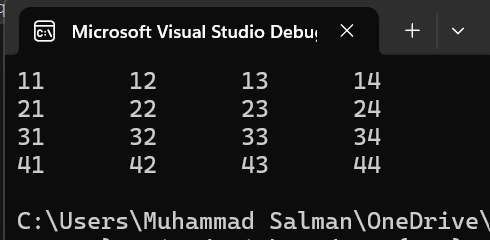 Microsoft Visual Studio Debu
11 12 13 14
21 22 23 24
31 32 33 34
41 42 43 44
C:\Users\Muhammad Salman\OneDrive\